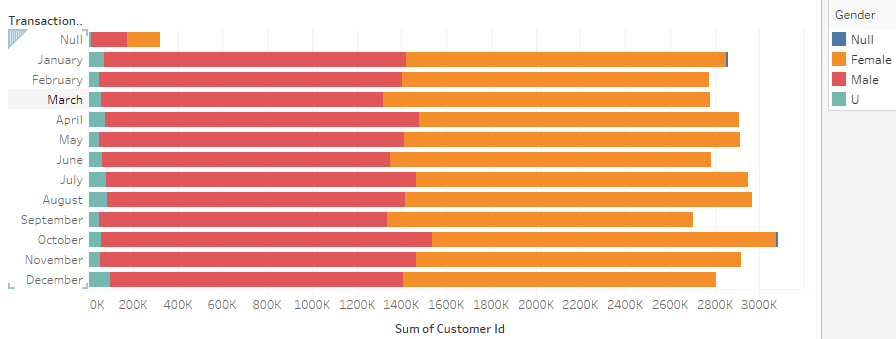 Transaction..
Null
January
February
March
April
May
June
July
August
September
October
November
December
0K 200K 400K 600K 800K 1000K 1200K 1400K 1600K 1800K 2000K 2200K 2400K 2600K 2800K 3000K
Sum of Customer Id
Gender
Null
Female
Male
U